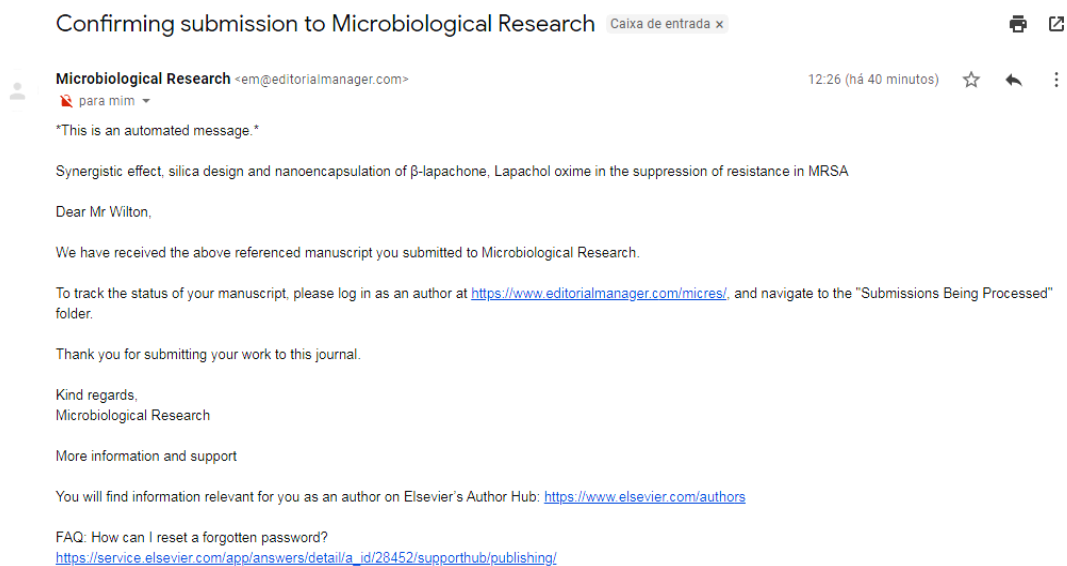 Confirming submission to Microbiological Research Caixa de entrada ×
Microbiological Research <em@editorialmanager.com> 12:26 (há 40 minutos)
para mim
*This is an automated message.*
Synergistic effect, silica design and nanoencapsulation of β-lapachone, Lapachol oxime in the suppression of resistance in MRSA
Dear Mr Wilton,
We have received the above referenced manuscript you submitted to Microbiological Research.
To track the status of your manuscript, please log in as an author at https://www.editorialmanager.com/micres/, and navigate to the "Submissions Being Processed"
folder.
Thank you for submitting your work to this journal.
Kind regards,
Microbiological Research
More information and support
You will find information relevant for you as an author on Elsevier’s Author Hub: https://www.elsevier.com/authors
FAQ: How can I reset a forgotten password?
https://service.elsevier.com/app/answers/detail/a_id/28452/supporthub/publishing/